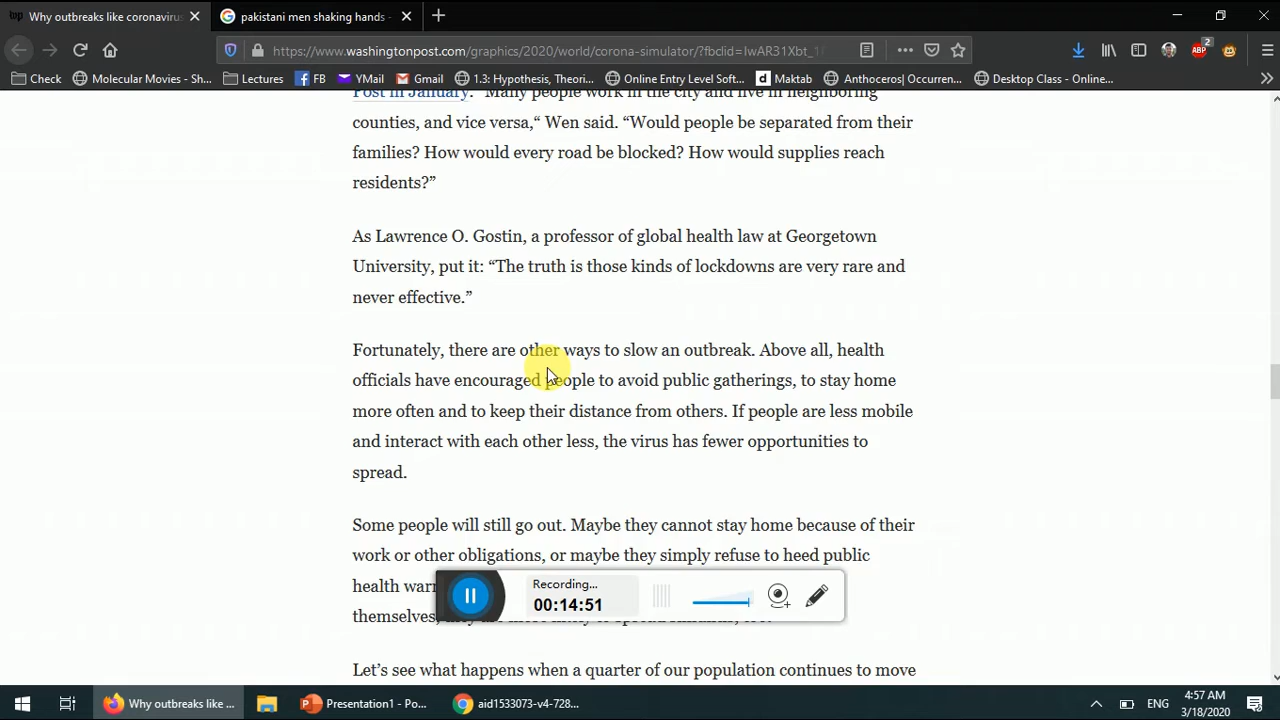 Why outbreaks like coronavirus
pakistani men shaking hands -
https://www.washingtonpost.com/graphics/2020/world/corona-simulator/?fbclid=IwAR31Xbt_1
2
Check
Molecular Movies - Sh...
Lectures
FB
YMail
Gmail
1.3: Hypothesis, Theori...
Online Entry Level Soft...
Maktab
Anthoceros| Occurren...
Desktop Class - Online...
Post in January. “Many people work in the city and live in neighboring
counties, and vice versa,“ Wen said. “Would people be separated from their
families? How would every road be blocked? How would supplies reach
residents?”
As Lawrence O. Gostin, a professor of global health law at Georgetown
University, put it: “The truth is those kinds of lockdowns are very rare and
never effective.”
Fortunately, there are other ways to slow an outbreak. Above all, health
officials have encouraged people to avoid public gatherings, to stay home
more often and to keep their distance from others. If people are less mobile
and interact with each other less, the virus has fewer opportunities to
spread.
Some people will still go out. Maybe they cannot stay home because of their
work or other obligations, or maybe they simply refuse to heed public
health
themselves,
Recording...
00:14:51
Let’s see what happens when a quarter of our population continues to move
Why outbreaks like ...
Presentation1 - Po...
aid1533073-v4-728...
ENG
4:57 AM
3/18/2020